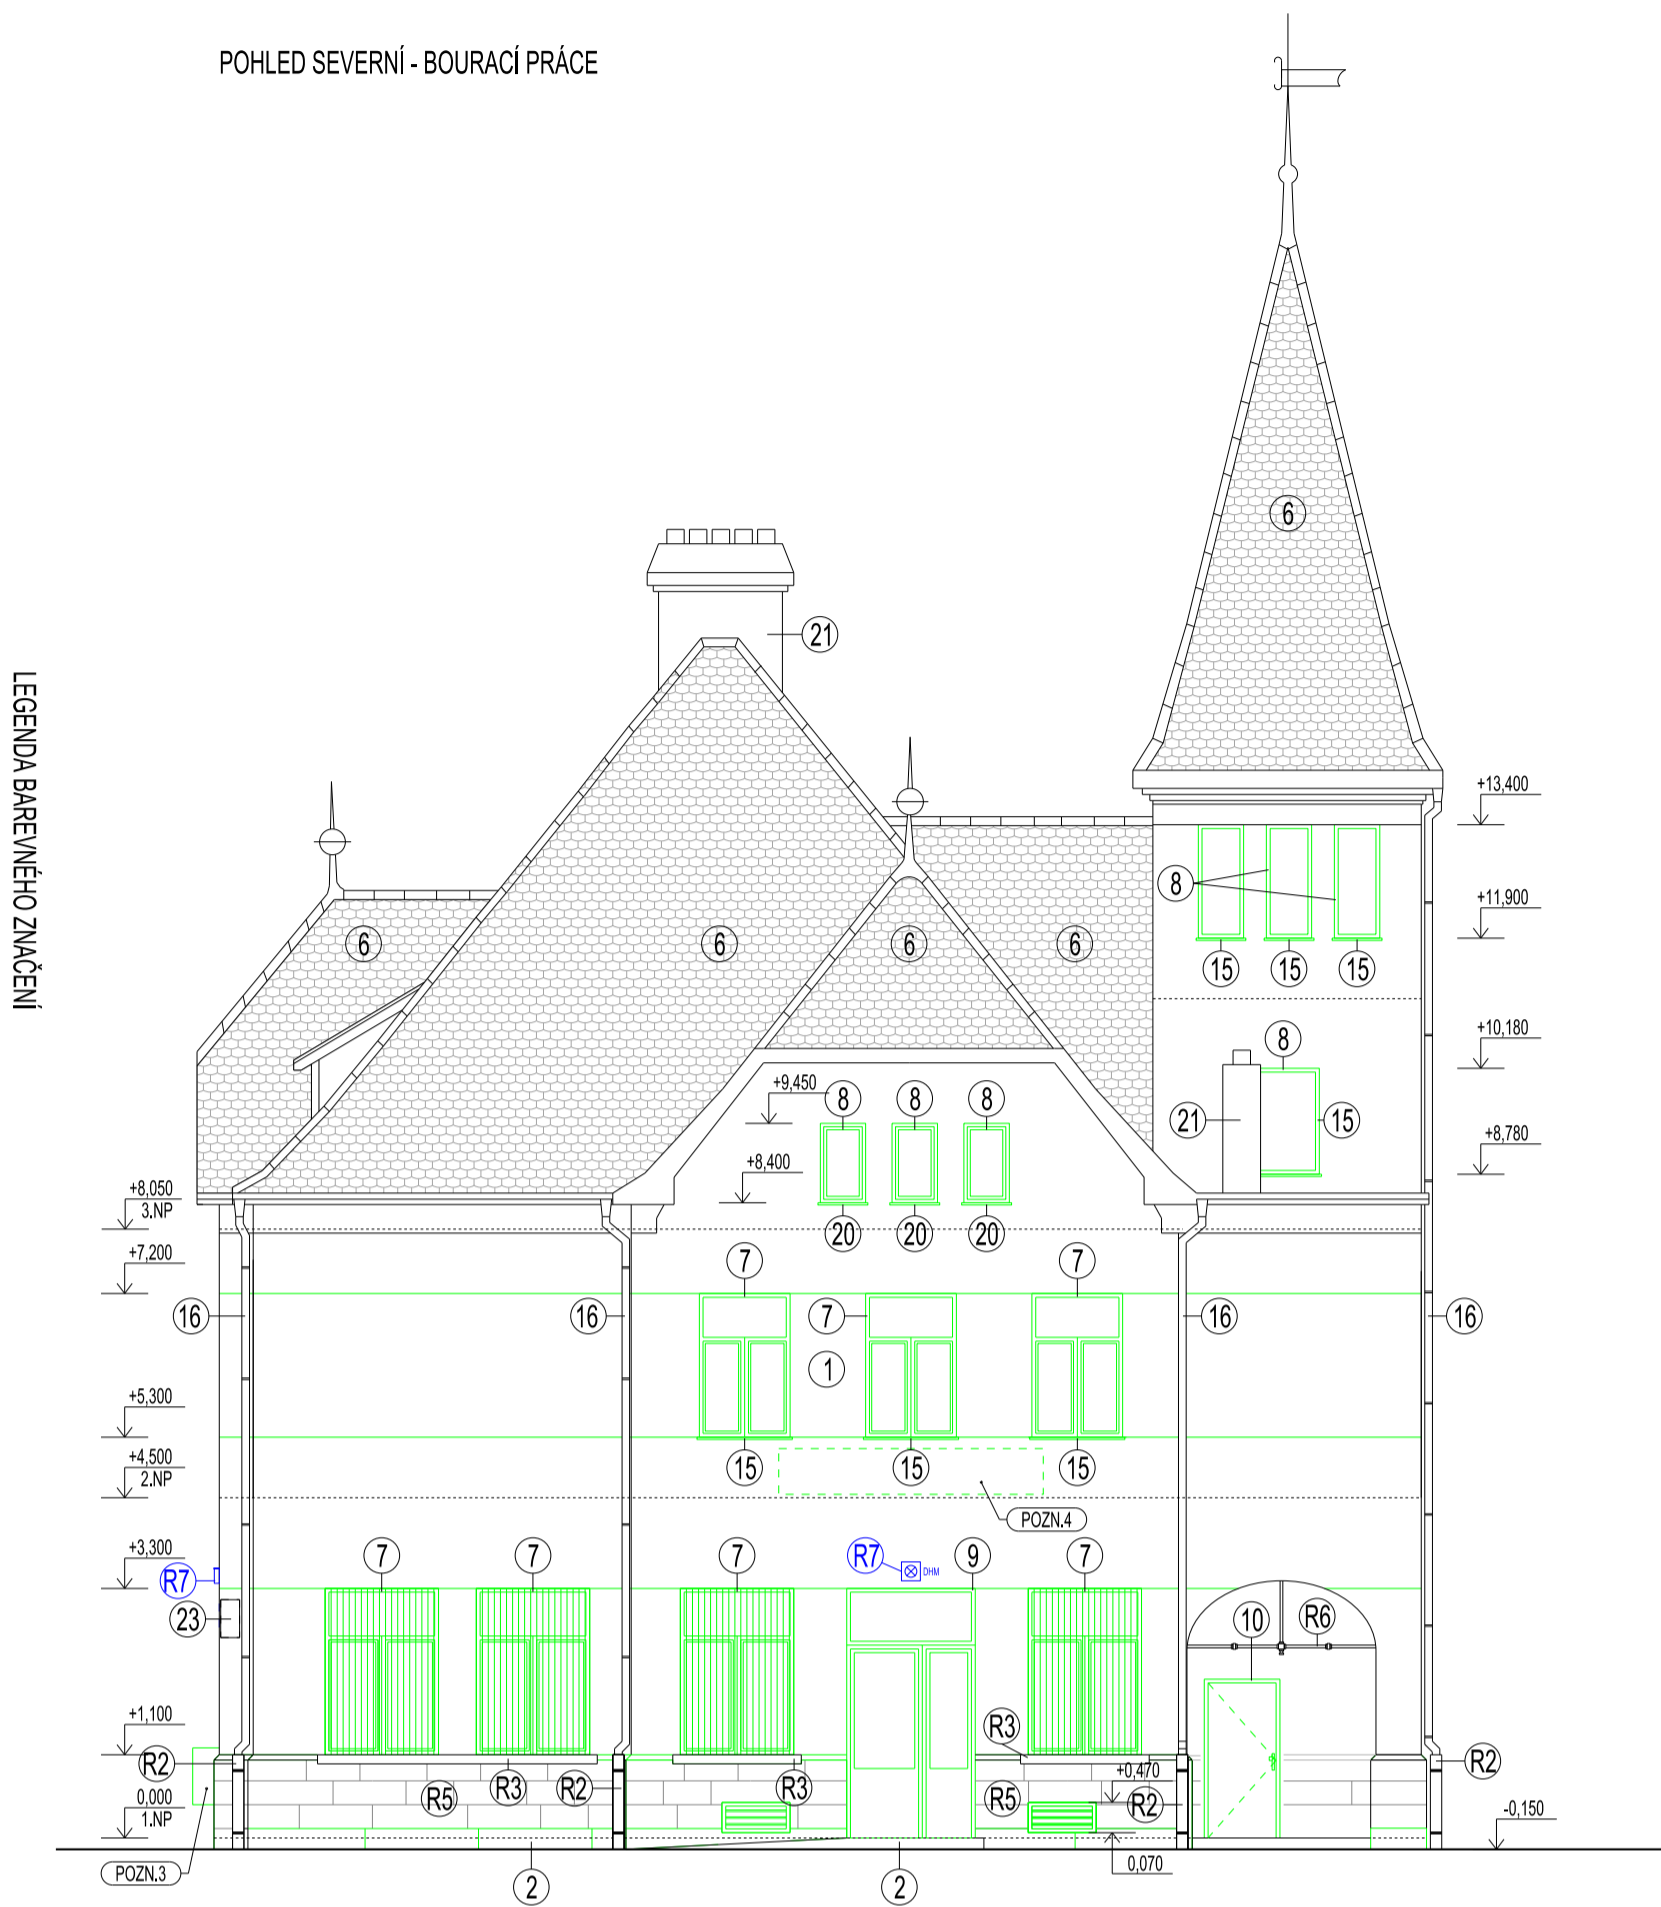 POHLED SEVERNÍ - BOURACÍ PRÁCE
LEGENDA BAREVNÉHO ZNAČENÍ
6
21
+13,400
8
+11,900
6
6
6
6
15
15
15
+10,180
8
+9,450
8
8
8
21
15
+8,780
+8,400
+8,050
3.NP
20
20
20
+7,200
7
7
16
16
7
16
16
1
+5,300
+4,500
2.NP
15
15
15
POZN.4
+3,300
7
7
7
R7
DHM
9
7
R7
23
10
R6
+1,100
R3
R2
R3
R2
R3
+0,470
R2
0,000
1.NP
R5
R5
R2
-0,150
POZN.3
2
2
0,070